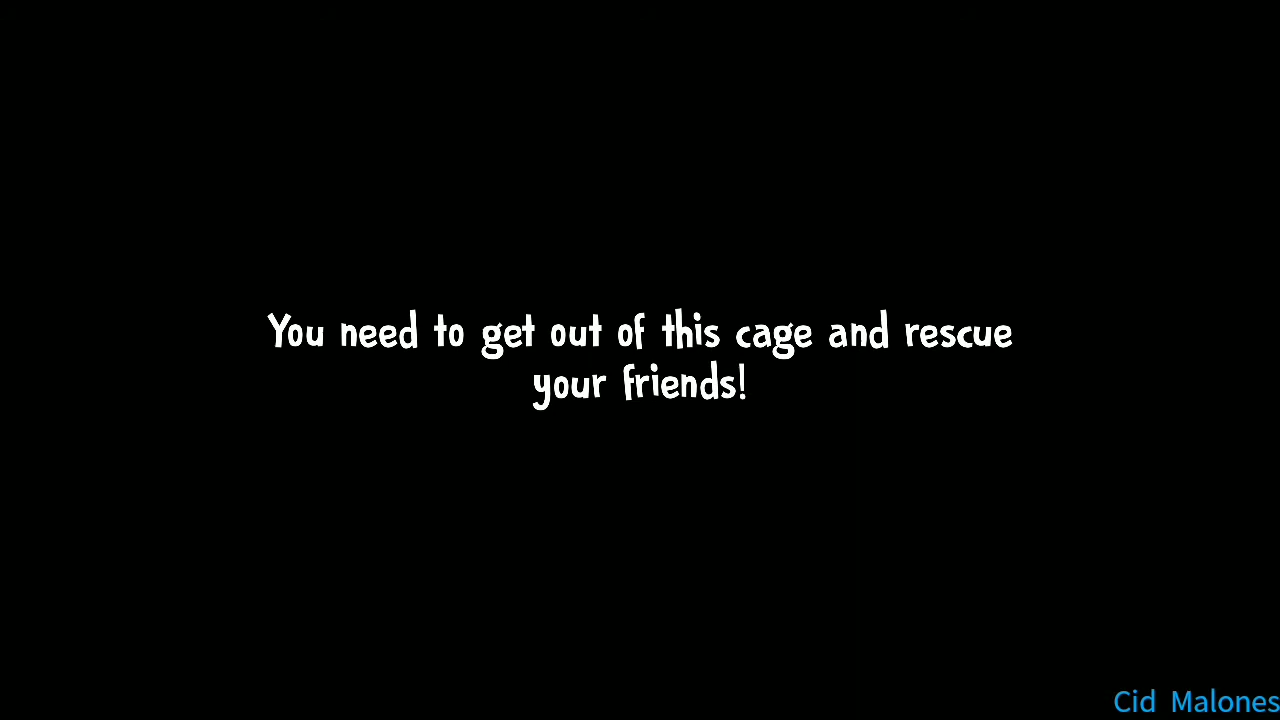 You need to get out of this cage and rescue
your friends!
Cid Malones